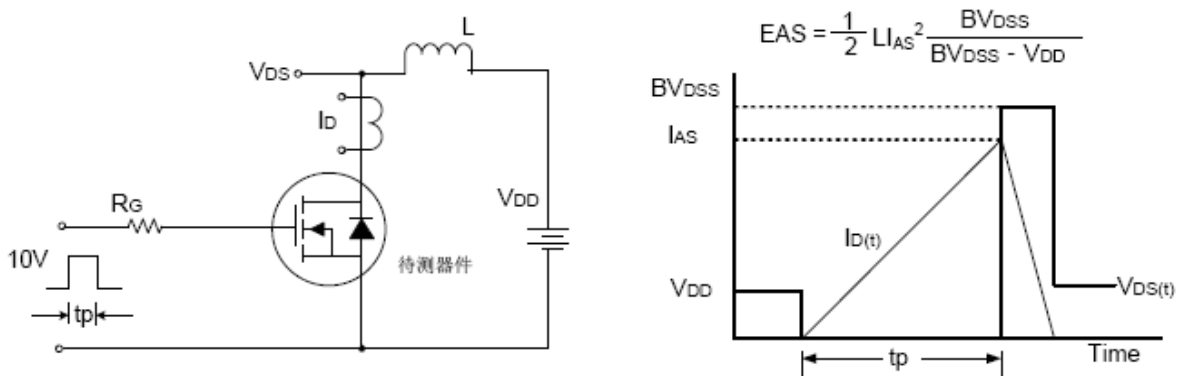 L
VDS
ID
RG
VDD
10V
tp
待测器件
EAS = 1/2 LIAS² BVDSS / BVDSS - VDD
BVDSS
IAS
ID(t)
VDD
VDS(t)
tp
Time